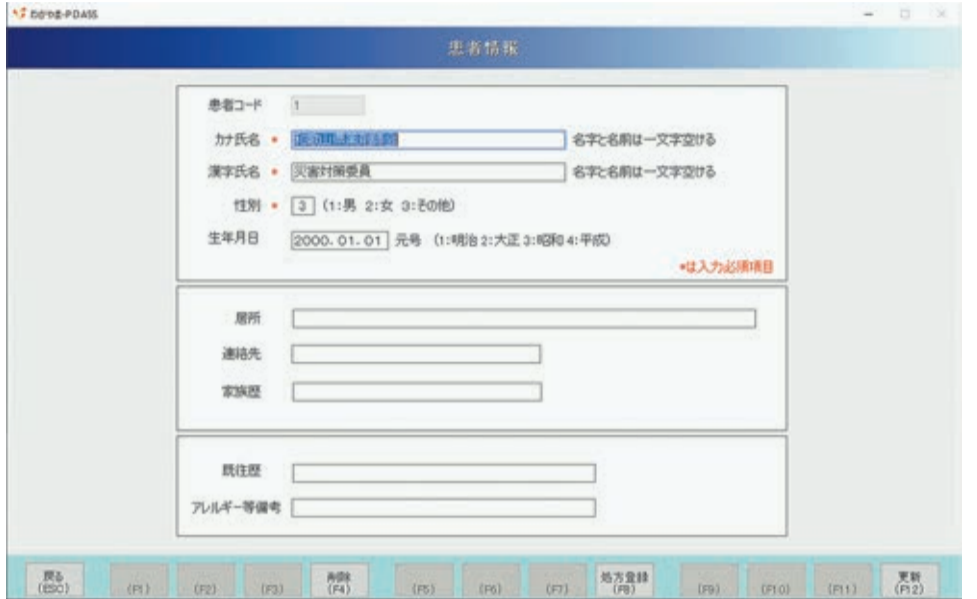 わかやま-PDASS
患者情報
患者コード 1
カナ氏名 * 名字と名前は一文字空ける
漢字氏名 * 災害対策委員 名字と名前は一文字空ける
性別 * 3 (1:男 2:女 3:その他)
生年月日 2000.01.01 元号 (1:明治 2:大正 3:昭和 4:平成)
*は入力必須項目
居所
連絡先
家族歴
既往歴
アレルギー等備考
戻る (ESC) (F1) (F2) (F3) 削除 (F4) (F5) (F6) (F7) 処方登録 (F8) (F9) (F10) (F11) 更新 (F12)